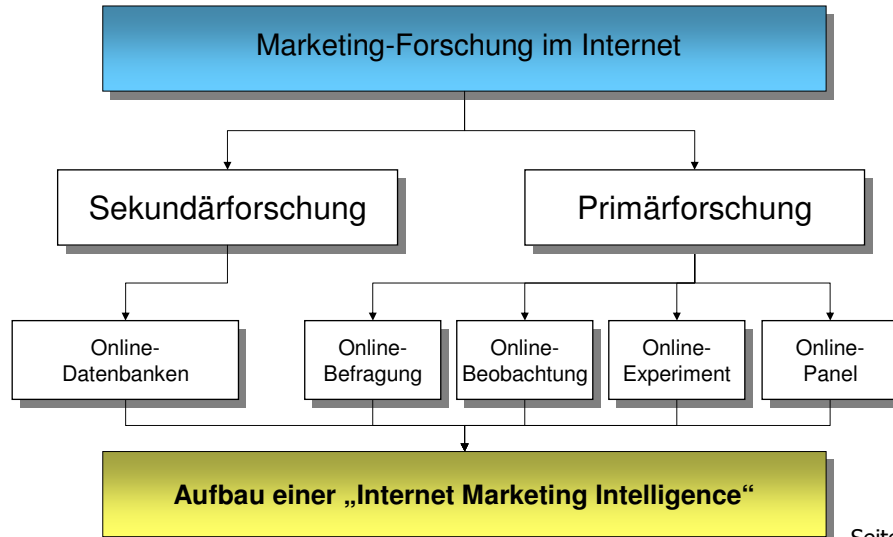 Marketing-Forschung im Internet
Sekundärforschung
Primärforschung
Online-
Datenbanken
Online-
Befragung
Online-
Beobachtung
Online-
Experiment
Online-
Panel
Aufbau einer „Internet Marketing Intelligence“
Seite